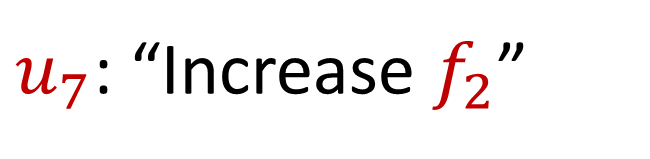 u₇: “Increase f₂”